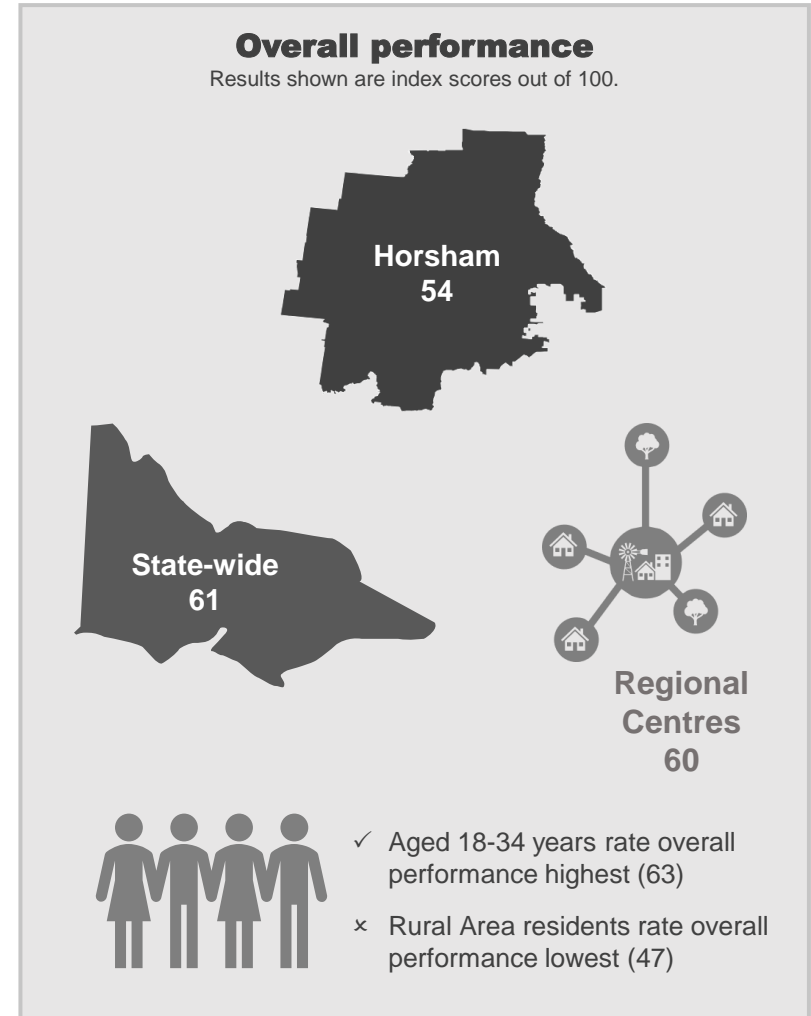 Overall performance
Results shown are index scores out of 100.
Horsham
54
State-wide
61
Regional
Centres
60
✓ Aged 18-34 years rate overall
performance highest (63)
× Rural Area residents rate overall
performance lowest (47)